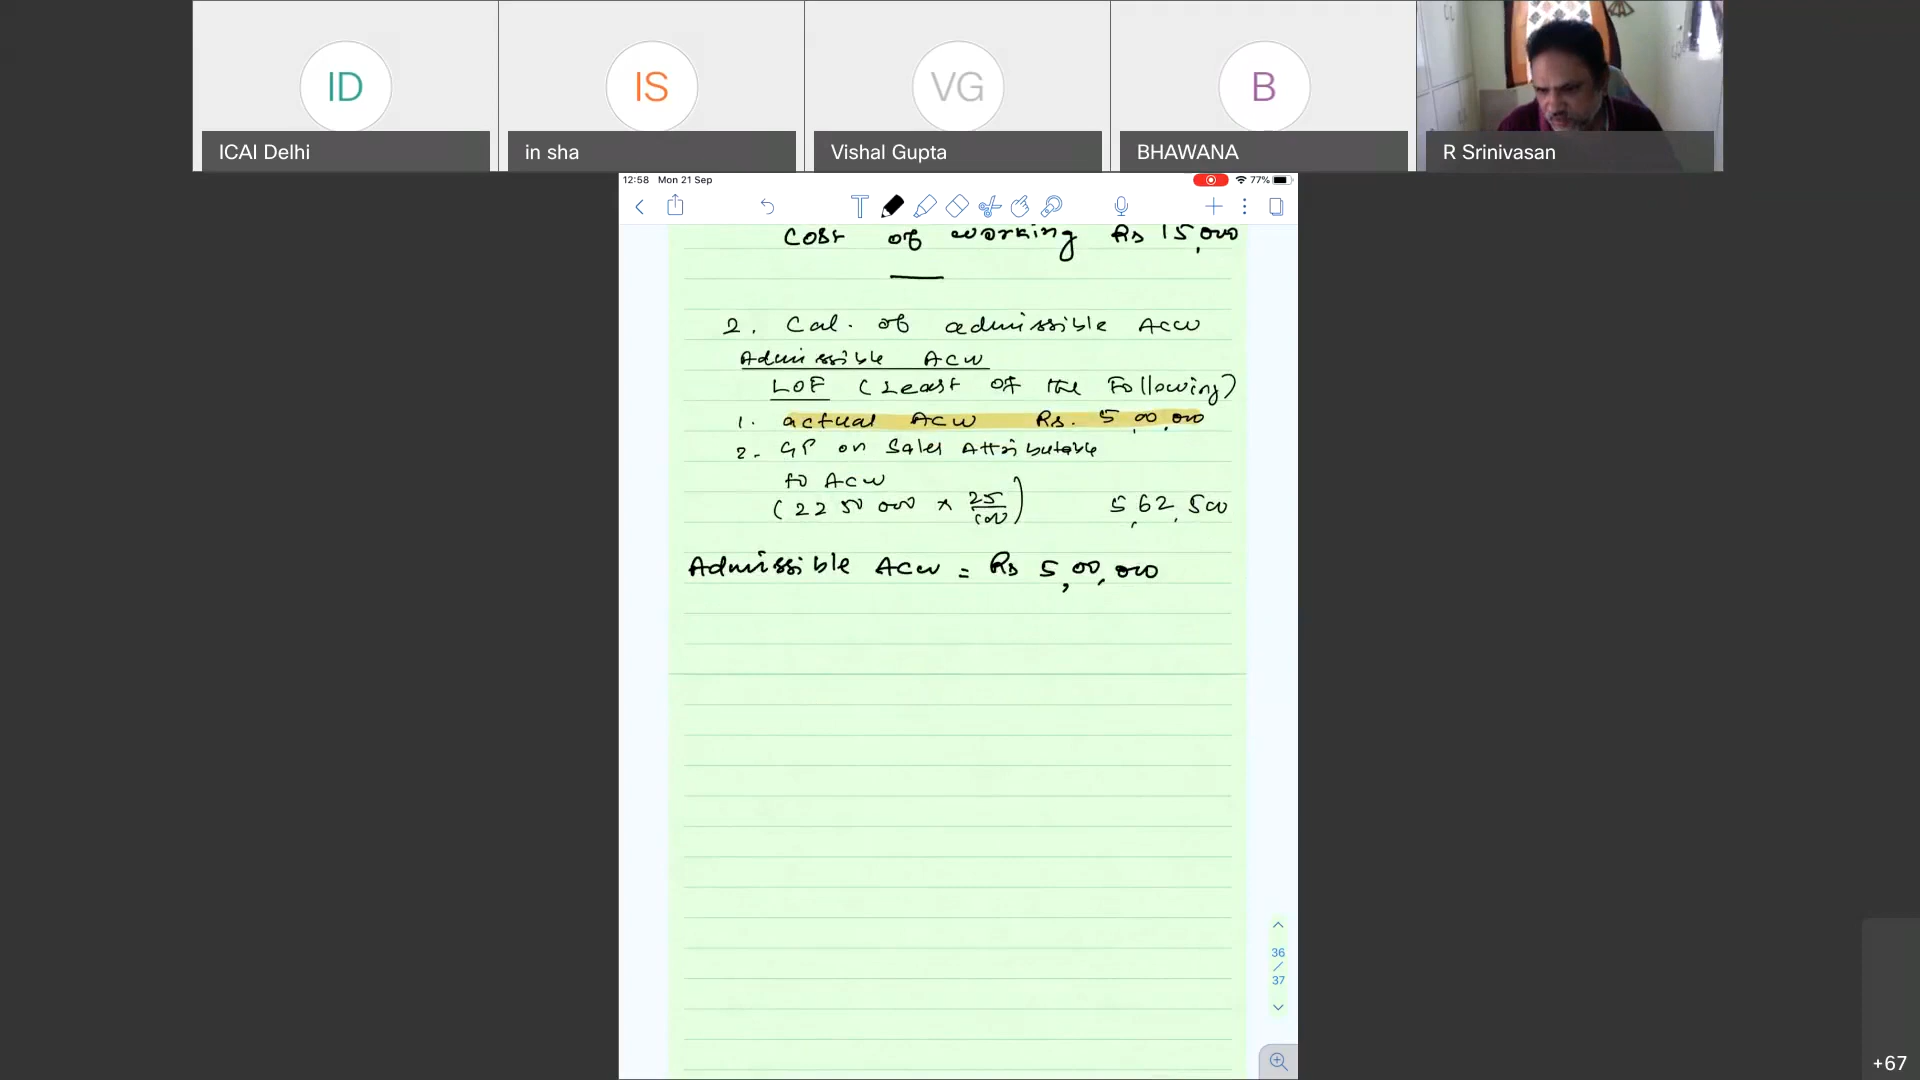 ID
IS
VG
B
ICAI Delhi
in sha
Vishal Gupta
BHAWANA
R Srinivasan
12:58 Mon 21 Sep
77%
T
Cost of working Rs 15,000
2. Cal. of admissible ACW
Admissible ACW
LOF (Least of the Following)
1. actual ACW Rs. 5,00,000
2. GP on Sales Attributable
to ACW
(22 50 000 × 25/100) 5,62,500
Admissible ACW = Rs 5,00,000
36
/
37
+67